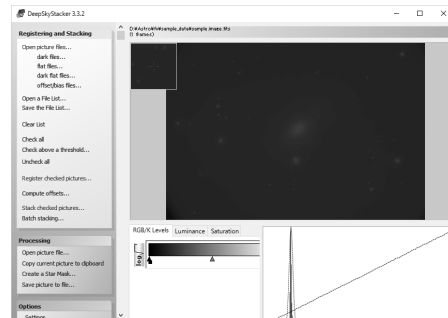 DeepSkyStacker 3.3.2
Registering and Stacking
Open picture files...
dark files...
flat files...
dark flat files...
offset/bias files...
Open a File List...
Save the File List...
Clear List
Check all
Check above a threshold...
Uncheck all
Register checked pictures...
Compute offsets...
Stack checked pictures...
Batch stacking...
Processing
Open picture file...
Copy current picture to clipboard
Create a Star Mask...
Save picture to file...
Options
Settings...
(1 frames)
RGB/K Levels Luminance Saturation